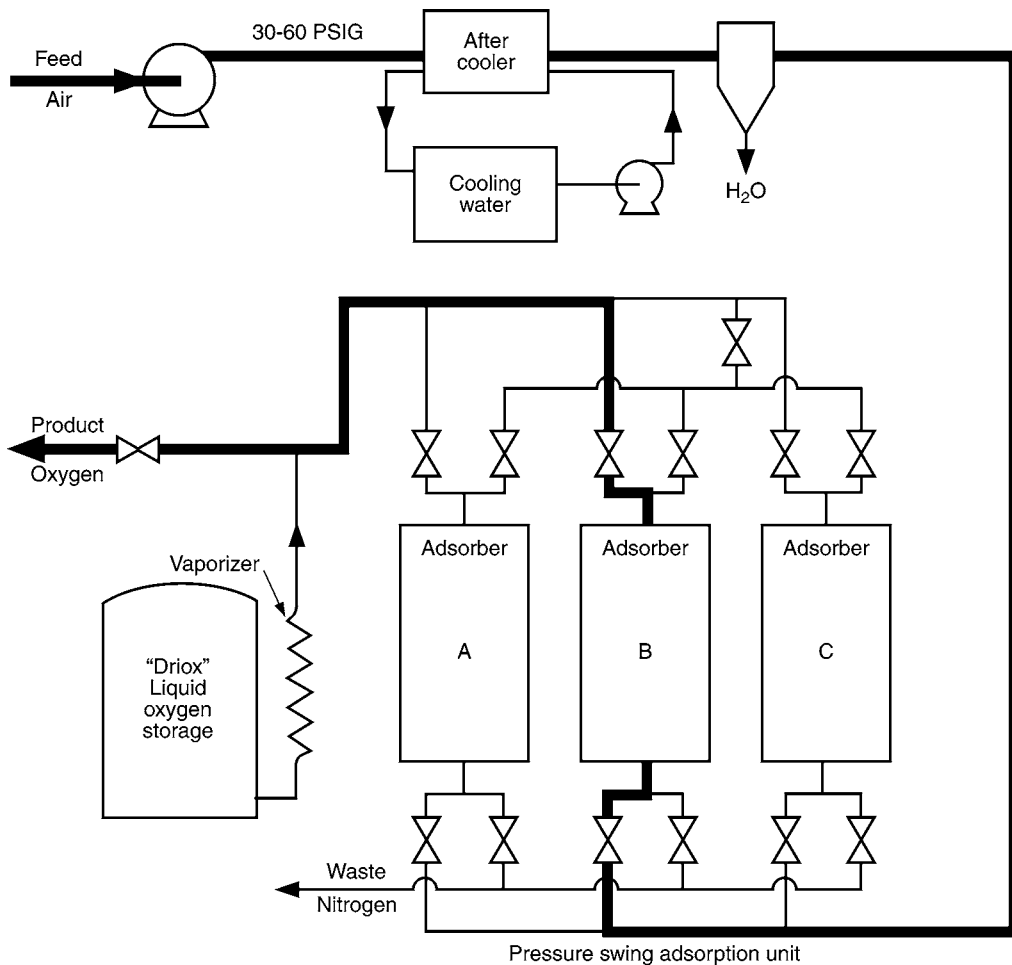 30-60 PSIG
After
cooler
Feed
Air
Cooling
water
H₂O
Product
Oxygen
Vaporizer
Adsorber
Adsorber
Adsorber
A
B
C
“Driox”
Liquid
oxygen
storage
Waste
Nitrogen
Pressure swing adsorption unit